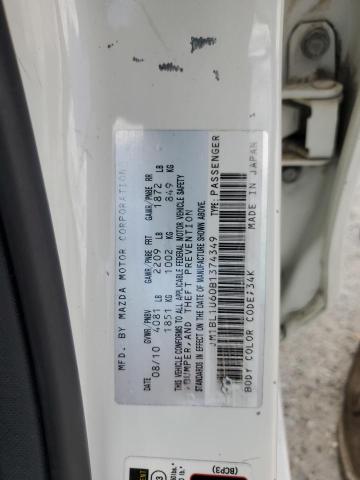 MFD. BY MAZDA MOTOR CORPORATION
DATE GVWR/PNBV GAWR/PNBE FRT GAWR/PNBE RR
08/10 4081 LB 2209 LB 1872 LB
1851 KG 1002 KG 849 KG
VEHICLE CONFORMS TO ALL APPLICABLE FEDERAL MOTOR VEHICLE SAFETY
, BUMPER, AND THEFT PREVENTION
STANDARDS IN EFFECT ON THE DATE OF MANUFACTURE SHOWN ABOVE.
JM1BL1U60B1374349 TYPE: PASSENGER
BODY COLOR CODE: 34K MADE IN JAPAN
(BCP3)